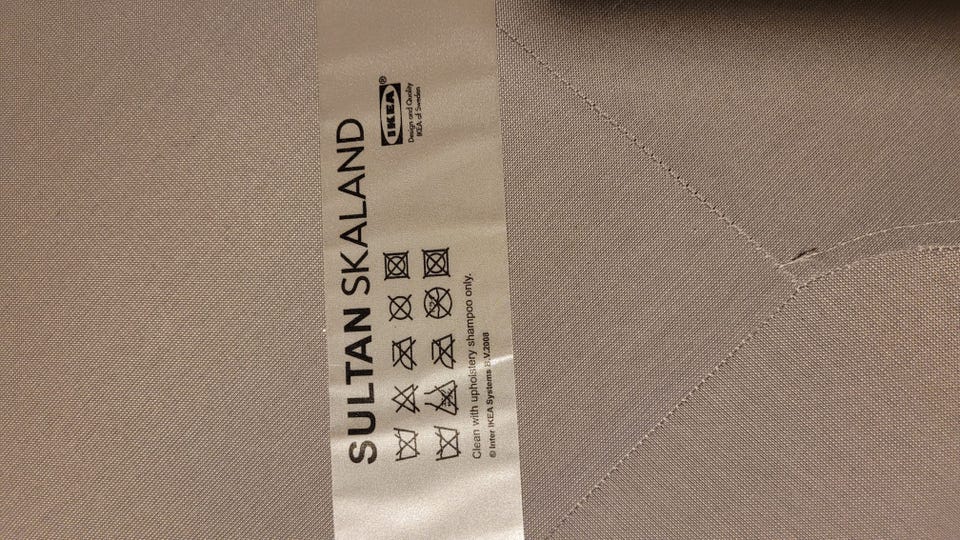 SULTAN SKALAND
IKEA®
Design and Quality
IKEA of Sweden
Clean with upholstery shampoo only.
© Inter IKEA Systems B.V.2008